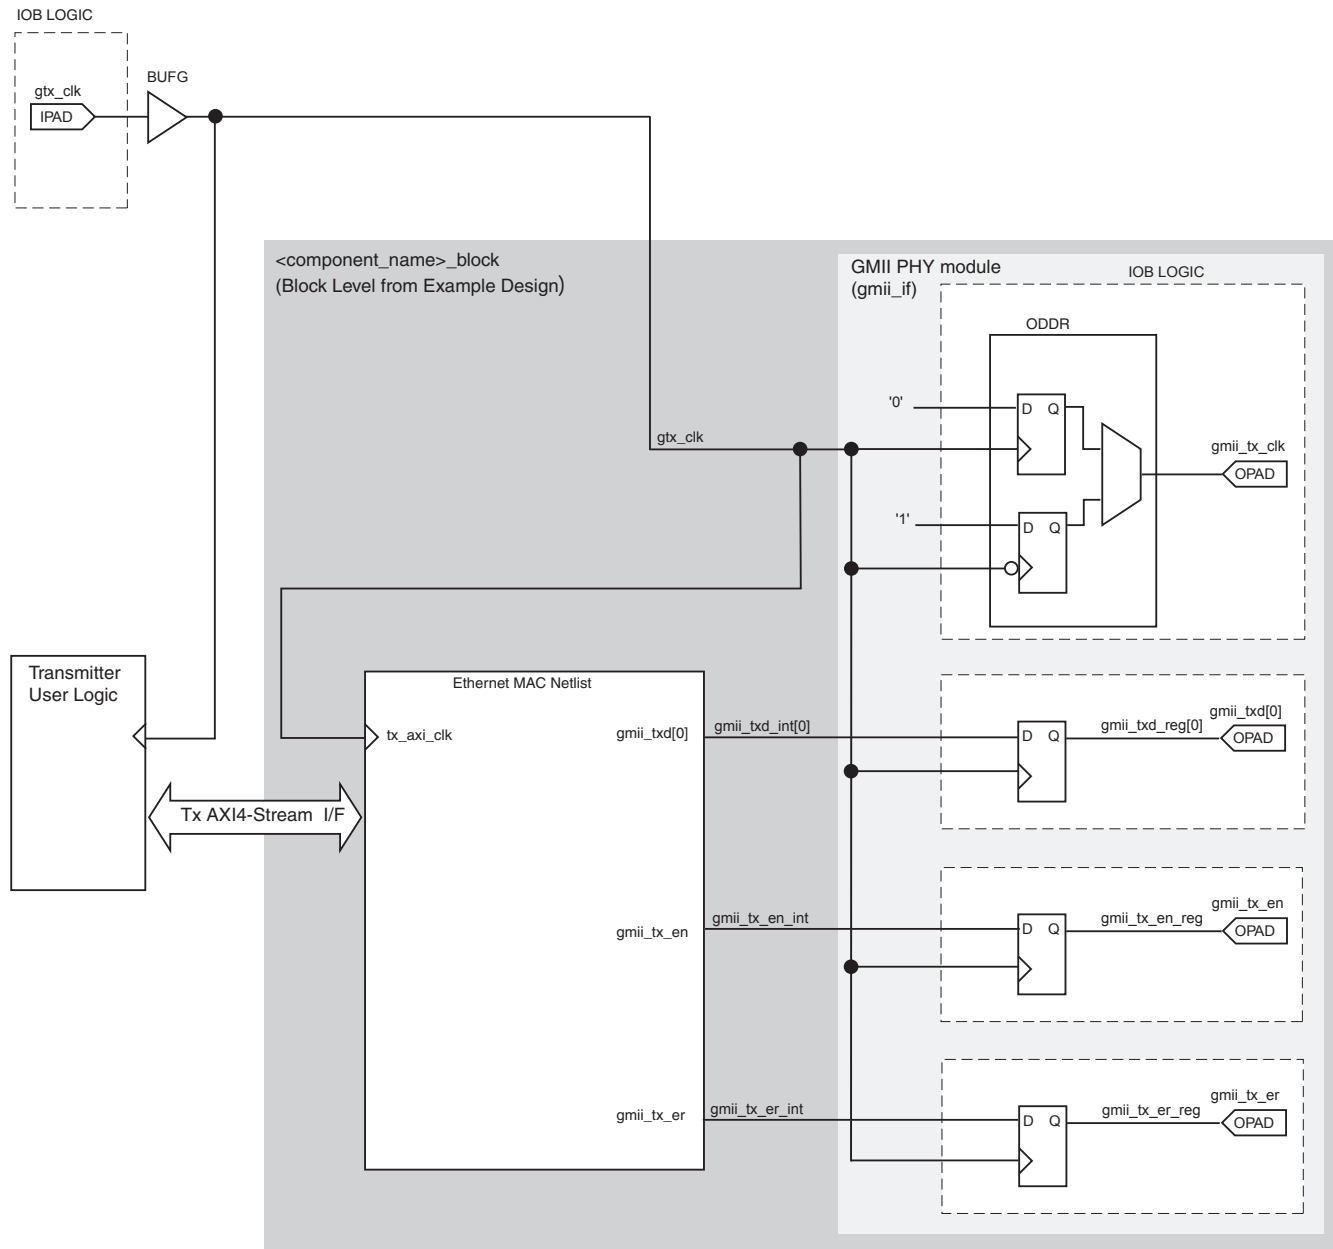 IOB LOGIC
gtx_clk
IPAD
BUFG
<component_name>_block
(Block Level from Example Design)
GMII PHY module
(gmii_if)
IOB LOGIC
ODDR
'0'
D Q
gtx_clk
gmii_tx_clk
OPAD
'1'
D Q
Transmitter
User Logic
Ethernet MAC Netlist
tx_axi_clk
gmii_txd[0]
gmii_txd_int[0]
D Q
gmii_txd_reg[0]
gmii_txd[0]
OPAD
Tx AXI4-Stream I/F
gmii_tx_en
gmii_tx_en_int
D Q
gmii_tx_en_reg
gmii_tx_en
OPAD
gmii_tx_er
gmii_tx_er_int
D Q
gmii_tx_er_reg
gmii_tx_er
OPAD